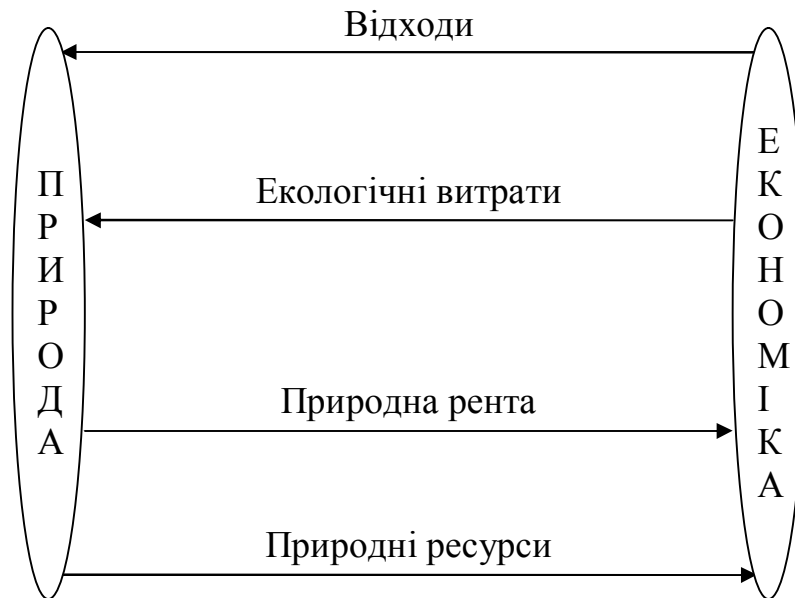 Відходи
ПРИРОДА
Екологічні витрати
ЕКОНОМІКА
Природна рента
Природні ресурси